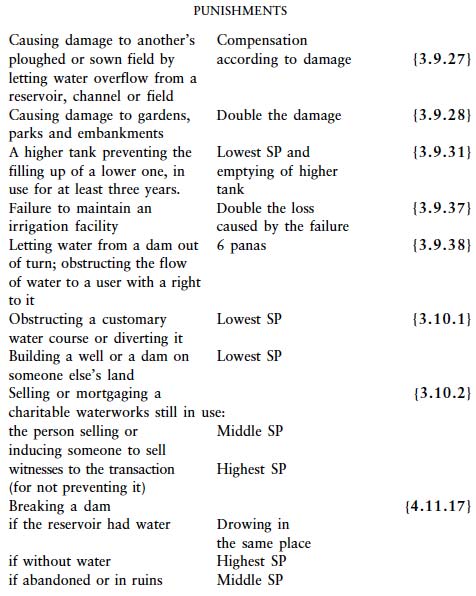 PUNISHMENTS
Causing damage to another's Compensation
ploughed or sown field by according to damage {3.9.27}
letting water overflow from a
reservoir, channel or field
Causing damage to gardens, Double the damage {3.9.28}
parks and embankments
A higher tank preventing the Lowest SP and {3.9.31}
filling up of a lower one, in emptying of higher
use for at least three years. tank
Failure to maintain an Double the loss {3.9.37}
irrigation facility caused by the failure
Letting water from a dam out 6 panas {3.9.38}
of turn; obstructing the flow
of water to a user with a right
to it
Obstructing a customary Lowest SP {3.10.1}
water course or diverting it
Building a well or a dam on Lowest SP
someone else's land
Selling or mortgaging a {3.10.2}
charitable waterworks still in use:
the person selling or Middle SP
inducing someone to sell
witnesses to the transaction Highest SP
(for not preventing it)
Breaking a dam {4.11.17}
if the reservoir had water Drowing in
the same place
if without water Highest SP
if abandoned or in ruins Middle SP